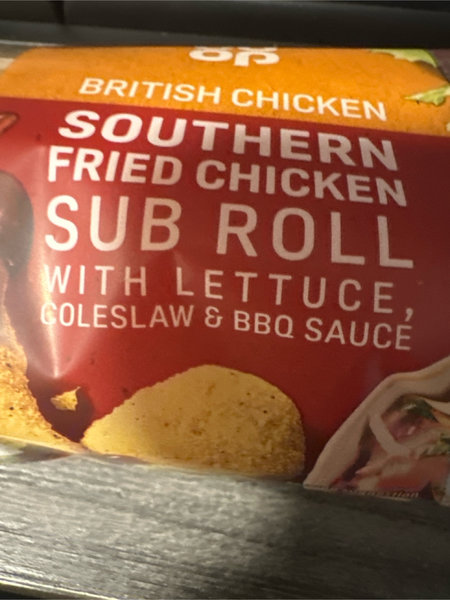 op
BRITISH CHICKEN
SOUTHERN
FRIED CHICKEN
SUB ROLL
WITH LETTUCE,
COLESLAW & BBQ SAUCE